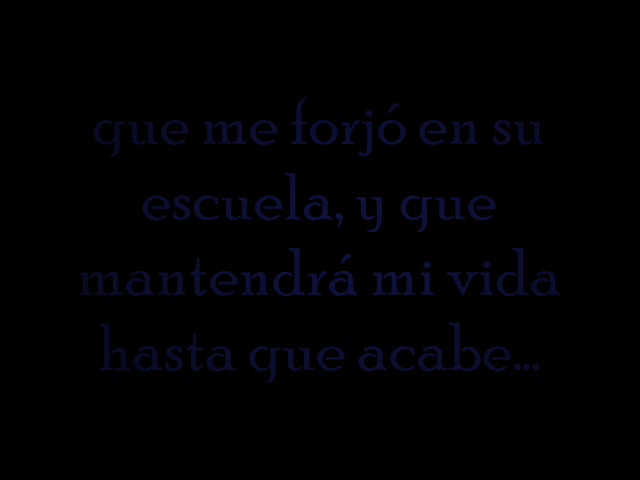 que me forjó en su
escuela, y que
mantendrá mi vida
hasta que acabe...